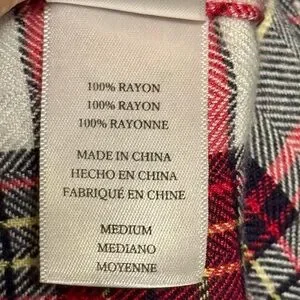 100% RAYON
100% RAYON
100% RAYONNE
MADE IN CHINA
HECHO EN CHINA
FABRIQUÉ EN CHINE
MEDIUM
MEDIANO
MOYENNE